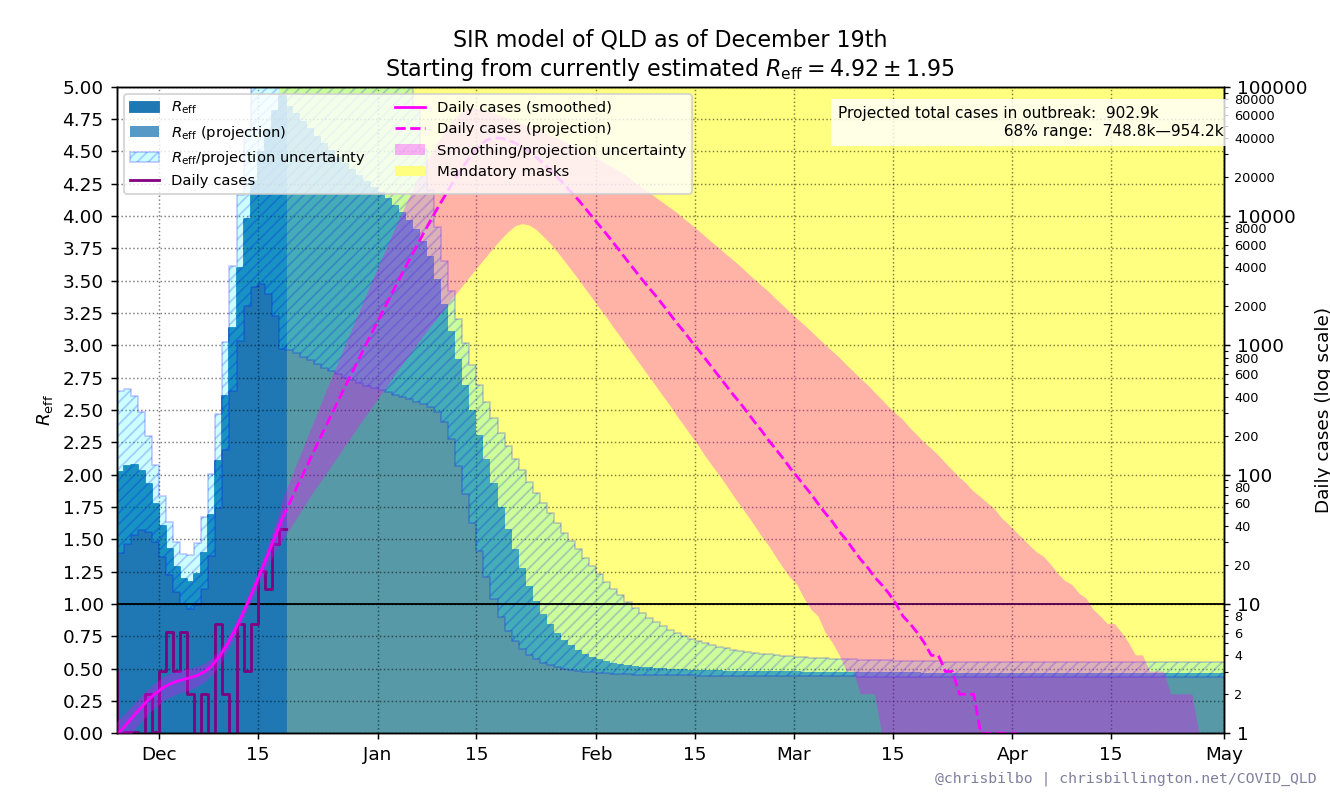 SIR model of QLD as of December 19th
Starting from currently estimated Reff = 4.92 ± 1.95
Reff
Reff (projection)
Reff/projection uncertainty
Daily cases
Daily cases (smoothed)
Daily cases (projection)
Smoothing/projection uncertainty
Mandatory masks
Projected total cases in outbreak: 902.9k
68% range: 748.8k—954.2k
Reff
5.00
4.75
4.50
4.25
4.00
3.75
3.50
3.25
3.00
2.75
2.50
2.25
2.00
1.75
1.50
1.25
1.00
0.75
0.50
0.25
0.00
Dec 15 Jan 15 Feb 15 Mar 15 Apr 15 May
100000
80000
60000
40000
20000
10000
8000
6000
4000
2000
1000
800
600
400
200
100
80
60
40
20
10
8
6
4
2
1
Daily cases (log scale)
@chrisbilbo | chrisbillington.net/COVID_QLD